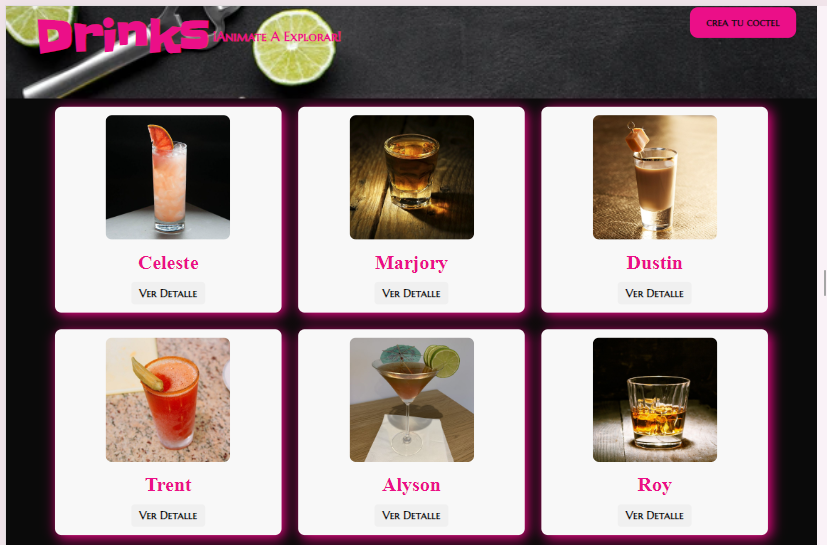 Drinks ¡Animate A Explorar!
CREA TU COCTEL
Celeste
Marjory
Dustin
Ver Detalle
Ver Detalle
Ver Detalle
Trent
Alyson
Roy
Ver Detalle
Ver Detalle
Ver Detalle